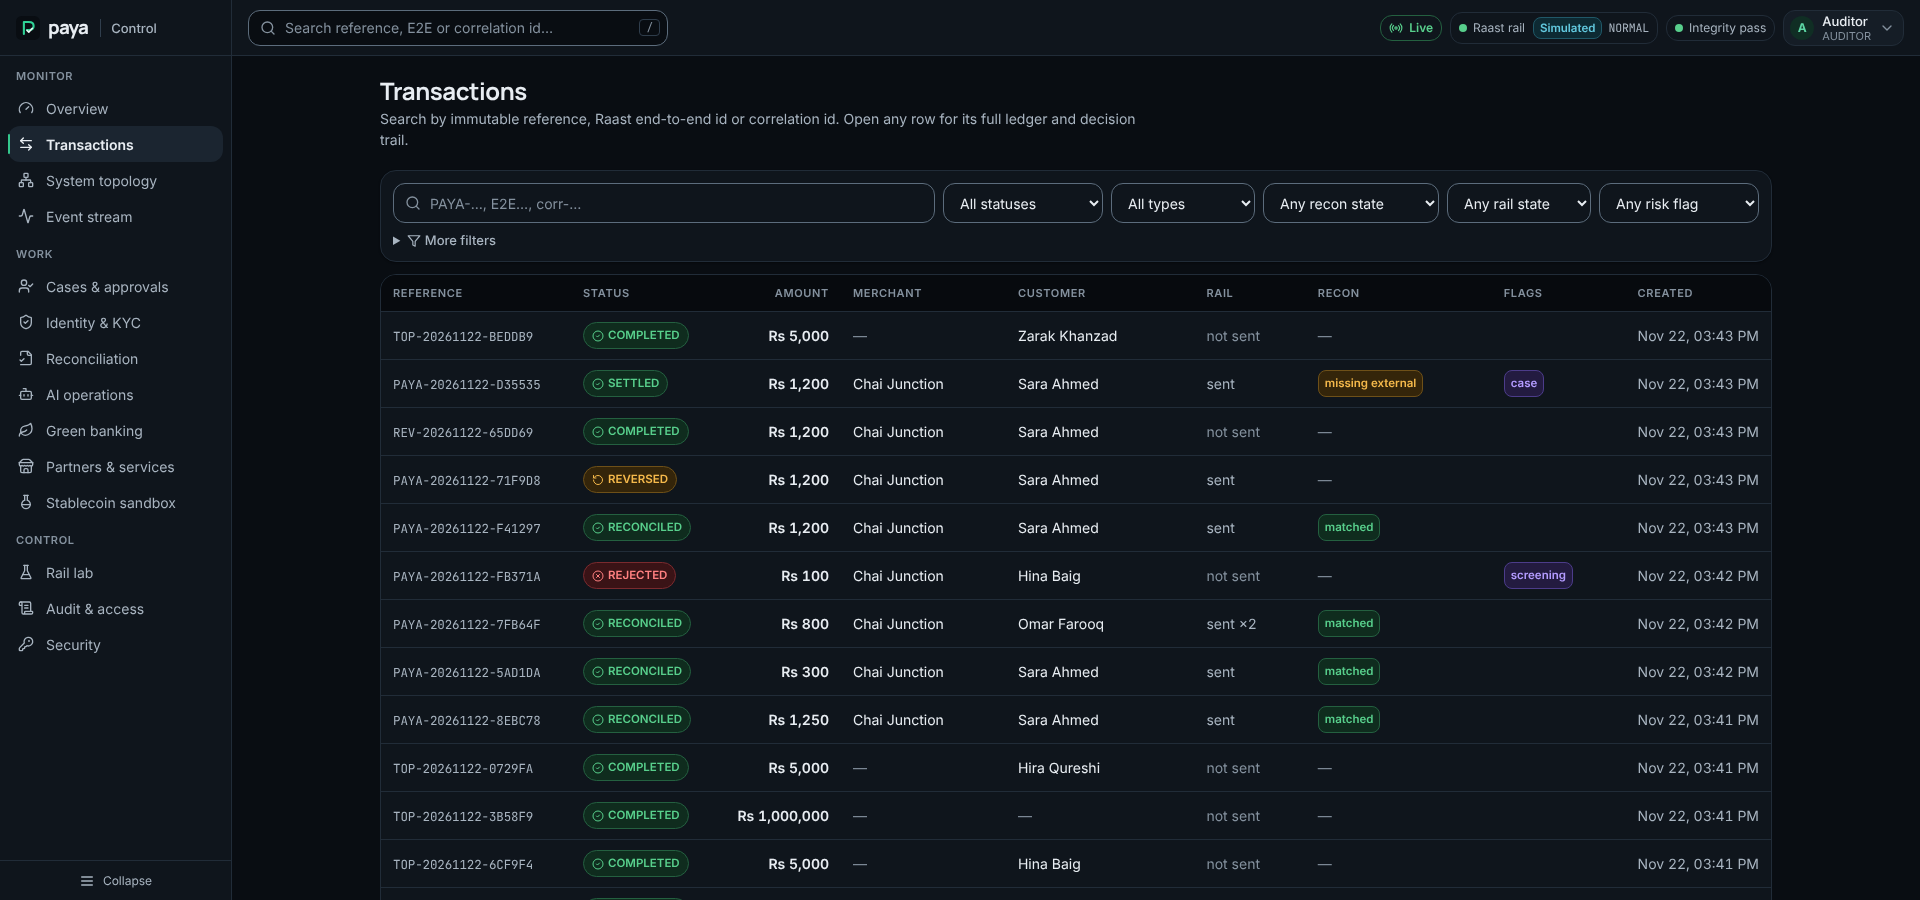 paya Control
Search reference, E2E or correlation id... /
Live
Raast rail Simulated NORMAL
Integrity pass
A Auditor
AUDITOR
MONITOR
Overview
Transactions
System topology
Event stream
WORK
Cases & approvals
Identity & KYC
Reconciliation
AI operations
Green banking
Partners & services
Stablecoin sandbox
CONTROL
Rail lab
Audit & access
Security
Collapse
Transactions
Search by immutable reference, Raast end-to-end id or correlation id. Open any row for its full ledger and decision
trail.
PAYA-..., E2E..., corr-... All statuses All types Any recon state Any rail state Any risk flag
More filters
REFERENCE STATUS AMOUNT MERCHANT CUSTOMER RAIL RECON FLAGS CREATED
TOP-20261122-BEDDB9 COMPLETED Rs 5,000 — Zarak Khanzad not sent — Nov 22, 03:43 PM
PAYA-20261122-D35535 SETTLED Rs 1,200 Chai Junction Sara Ahmed sent missing external case Nov 22, 03:43 PM
REV-20261122-65DD69 COMPLETED Rs 1,200 Chai Junction Sara Ahmed not sent — Nov 22, 03:43 PM
PAYA-20261122-71F9D8 REVERSED Rs 1,200 Chai Junction Sara Ahmed sent — Nov 22, 03:43 PM
PAYA-20261122-F41297 RECONCILED Rs 1,200 Chai Junction Sara Ahmed sent matched Nov 22, 03:43 PM
PAYA-20261122-FB371A REJECTED Rs 100 Chai Junction Hina Baig not sent — screening Nov 22, 03:42 PM
PAYA-20261122-7FB64F RECONCILED Rs 800 Chai Junction Omar Farooq sent ×2 matched Nov 22, 03:42 PM
PAYA-20261122-5AD1DA RECONCILED Rs 300 Chai Junction Sara Ahmed sent matched Nov 22, 03:42 PM
PAYA-20261122-8EBC78 RECONCILED Rs 1,250 Chai Junction Sara Ahmed sent matched Nov 22, 03:41 PM
TOP-20261122-0729FA COMPLETED Rs 5,000 — Hira Qureshi not sent — Nov 22, 03:41 PM
TOP-20261122-3B58F9 COMPLETED Rs 1,000,000 — — not sent — Nov 22, 03:41 PM
TOP-20261122-6CF9F4 COMPLETED Rs 5,000 — Hina Baig not sent — Nov 22, 03:41 PM